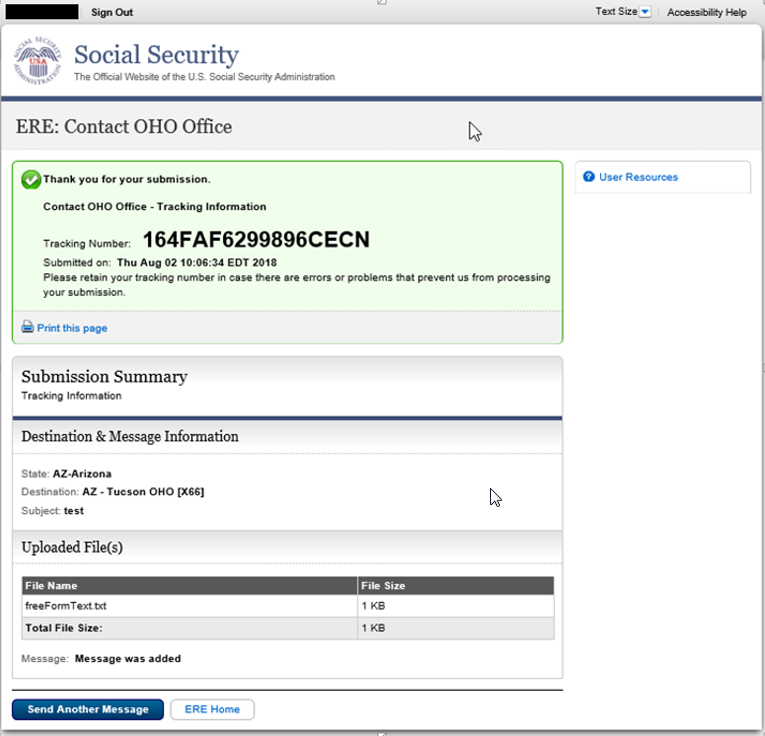 Sign Out
Text Size
Accessibility Help
USA
Social Security
The Official Website of the U.S. Social Security Administration
ERE: Contact OHO Office
Thank you for your submission.
User Resources
Contact OHO Office - Tracking Information
Tracking Number: 164FAF6299896CECN
Submitted on: Thu Aug 02 10:06:34 EDT 2018
Please retain your tracking number in case there are errors or problems that prevent us from processing
your submission.
Print this page
Submission Summary
Tracking Information
Destination & Message Information
State: AZ-Arizona
Destination: AZ - Tucson OHO [X66]
Subject: test
Uploaded File(s)
File Name File Size
freeFormText.txt 1 KB
Total File Size: 1 KB
Message: Message was added
Send Another Message
ERE Home